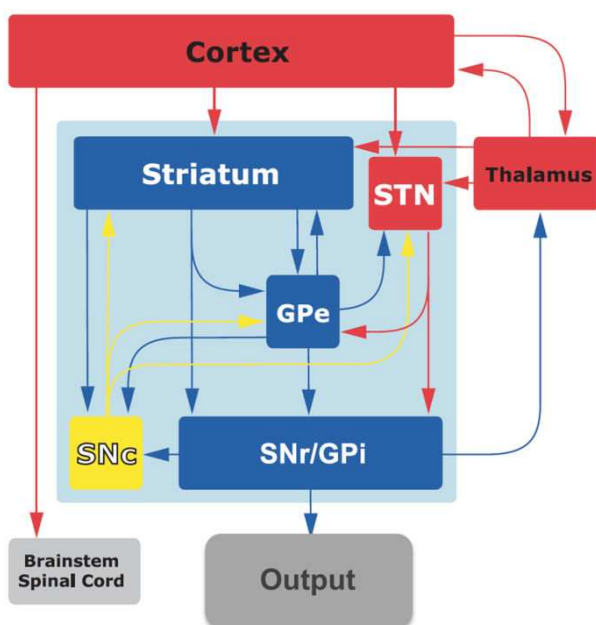 Cortex
Striatum
STN
Thalamus
GPe
SNc
SNr/GPi
Brainstem
Spinal Cord
Output